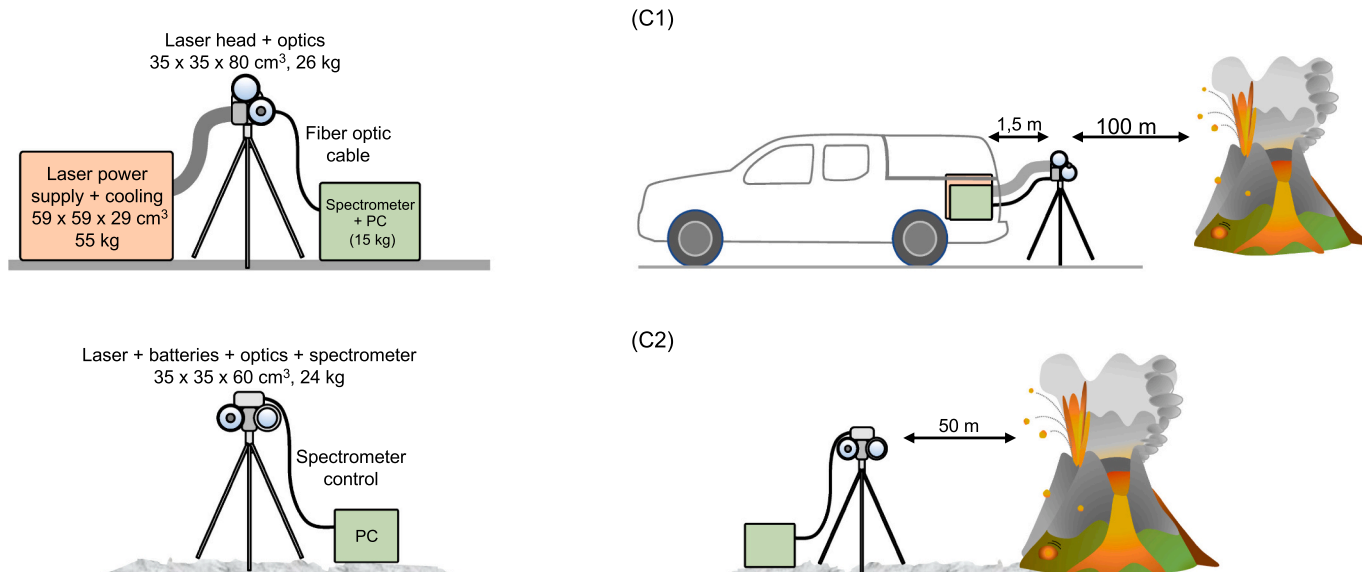 Laser head + optics
35 x 35 x 80 cm³, 26 kg
Fiber optic
cable
Laser power
supply + cooling
59 x 59 x 29 cm³
55 kg
Spectrometer
+ PC
(15 kg)
(C1)
1,5 m
100 m
Laser + batteries + optics + spectrometer
35 x 35 x 60 cm³, 24 kg
Spectrometer
control
PC
(C2)
50 m